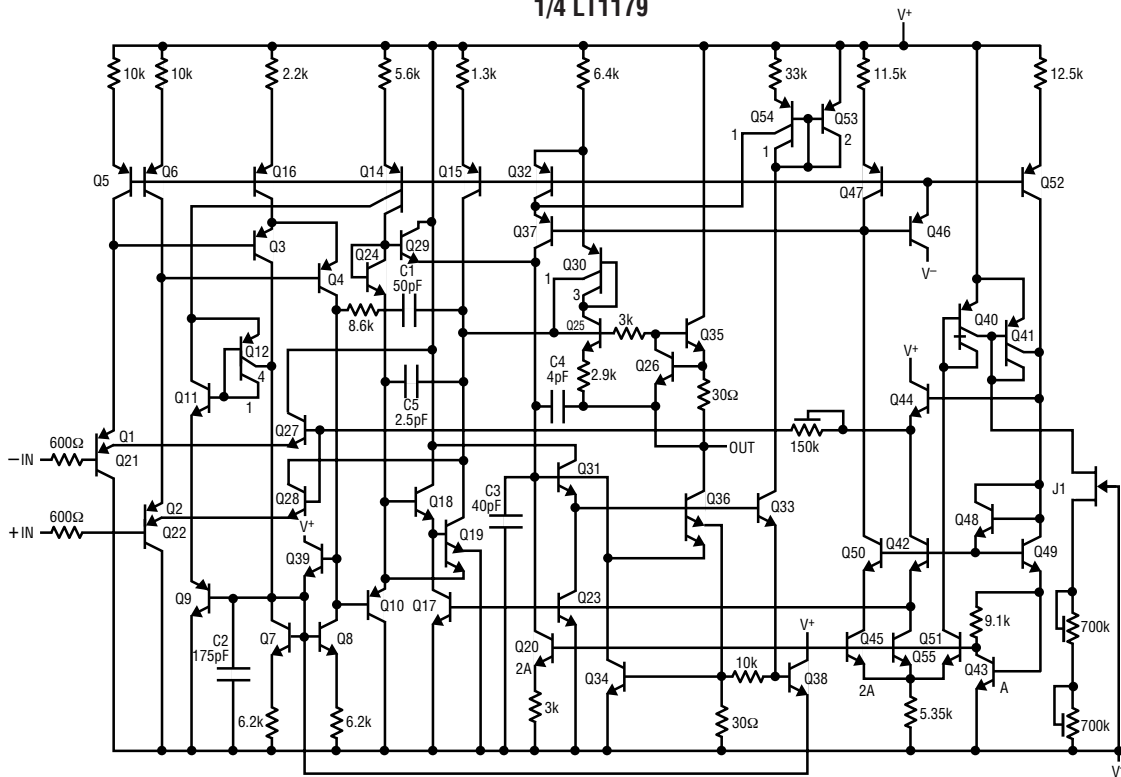 1/4 LT1179
V+
10k
10k
2.2k
5.6k
1.3k
6.4k
33k
11.5k
12.5k
Q54
Q53
1
1
2
Q5
Q6
Q16
Q14
Q15
Q32
Q47
Q52
Q3
Q24
Q29
Q37
Q46
Q4
C1
50pF
Q30
V–
1
3
8.6k
Q25
3k
Q35
Q40
Q41
Q12
4
1
Q11
C5
2.5pF
C4
4pF
2.9k
Q26
30Ω
V+
Q44
Q27
150k
600Ω
–IN
Q1
Q21
OUT
Q31
J1
Q28
Q18
C3
40pF
Q36
Q33
Q48
600Ω
+IN
Q2
Q22
V+
Q39
Q19
Q50
Q42
Q49
Q9
Q10
Q17
Q23
9.1k
700k
C2
175pF
Q7
Q8
Q20
2A
V+
Q45
2A
Q55
Q51
Q43
A
Q34
10k
Q38
6.2k
6.2k
3k
30Ω
5.35k
700k